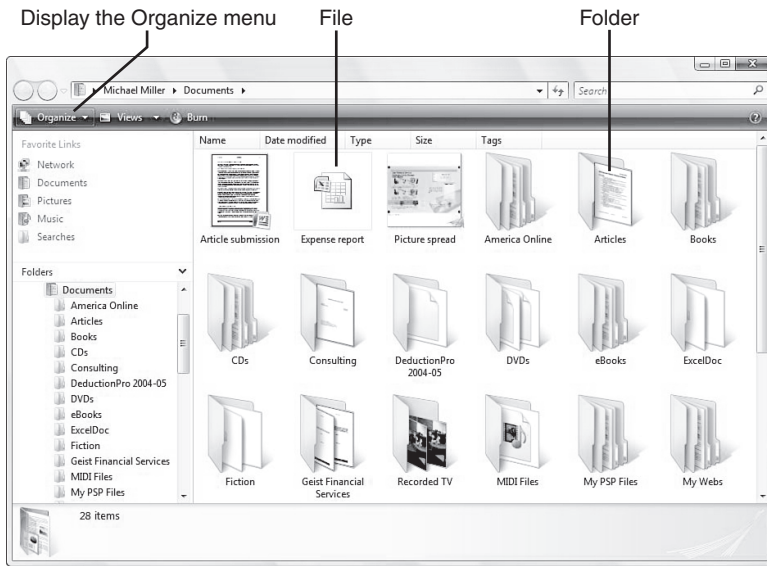 Display the Organize menu File Folder
Michael Miller Documents Search
Organize Views Burn
Favorite Links
Network
Documents
Pictures
Music
Searches
Folders
Documents
America Online
Articles
Books
CDs
Consulting
DeductionPro 2004-05
DVDs
eBooks
ExcelDoc
Fiction
Geist Financial Services
MIDI Files
My PSP Files
Name Date modified Type Size Tags
Article submission Expense report Picture spread America Online Articles Books
CDs Consulting DeductionPro 2004-05 DVDs eBooks ExcelDoc
Fiction Geist Financial Services Recorded TV MIDI Files My PSP Files My Webs
28 items